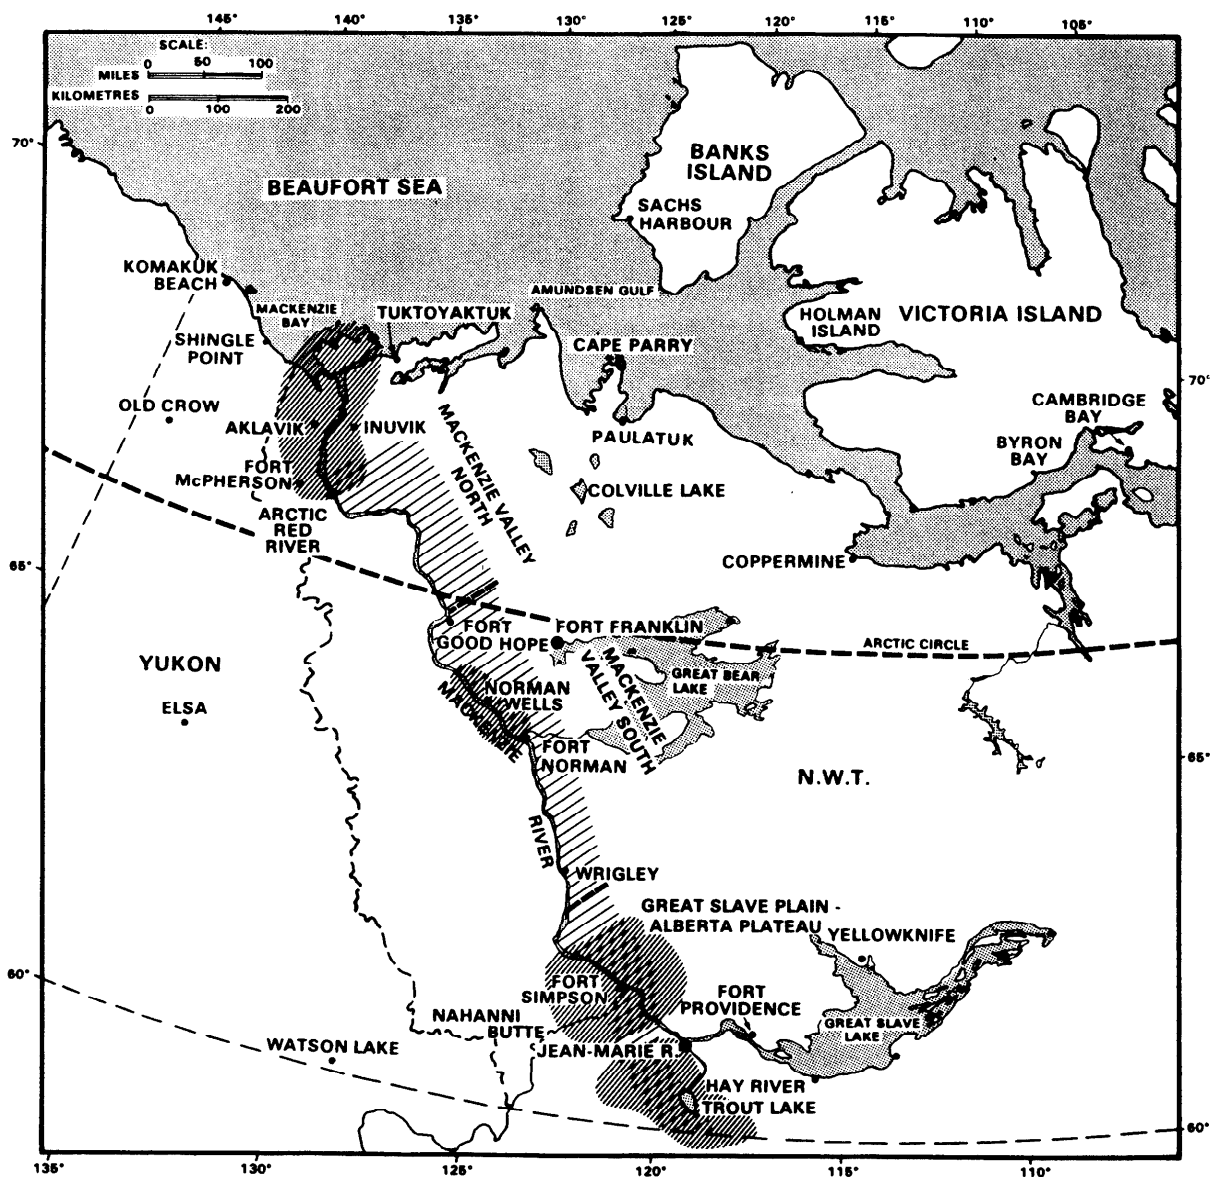 145° 140° 135° 130° 125° 120° 115° 110° 105°
SCALE:
0 50 100
MILES
KILOMETRES
0 100 200
70°
BANKS
ISLAND
BEAUFORT SEA
SACHS
HARBOUR
KOMAKUK
BEACH
AMUNDSEN GULF
MACKENZIE
BAY
TUKTOYAKTUK
HOLMAN
ISLAND
VICTORIA ISLAND
SHINGLE
POINT
CAPE PARRY
70°
OLD CROW
AKLAVIK
INUVIK
MACKENZIE VALLEY
NORTH
PAULATUK
CAMBRIDGE
BAY
BYRON
BAY
FORT
McPHERSON
COLVILLE LAKE
ARCTIC
RED
RIVER
COPPERMINE
65°
FORT
GOOD HOPE
FORT FRANKLIN
ARCTIC CIRCLE
YUKON
MACKENZIE
VALLEY SOUTH
GREAT BEAR
LAKE
NORMAN
WELLS
ELSA
MACKENZIE
FORT
NORMAN
65°
N.W.T.
RIVER
WRIGLEY
GREAT SLAVE PLAIN -
ALBERTA PLATEAU
YELLOWKNIFE
60°
FORT
SIMPSON
FORT
PROVIDENCE
NAHANNI
BUTTE
GREAT SLAVE
LAKE
WATSON LAKE
JEAN-MARIE R.
HAY RIVER
TROUT LAKE
60°
135° 130° 125° 120° 115° 110°